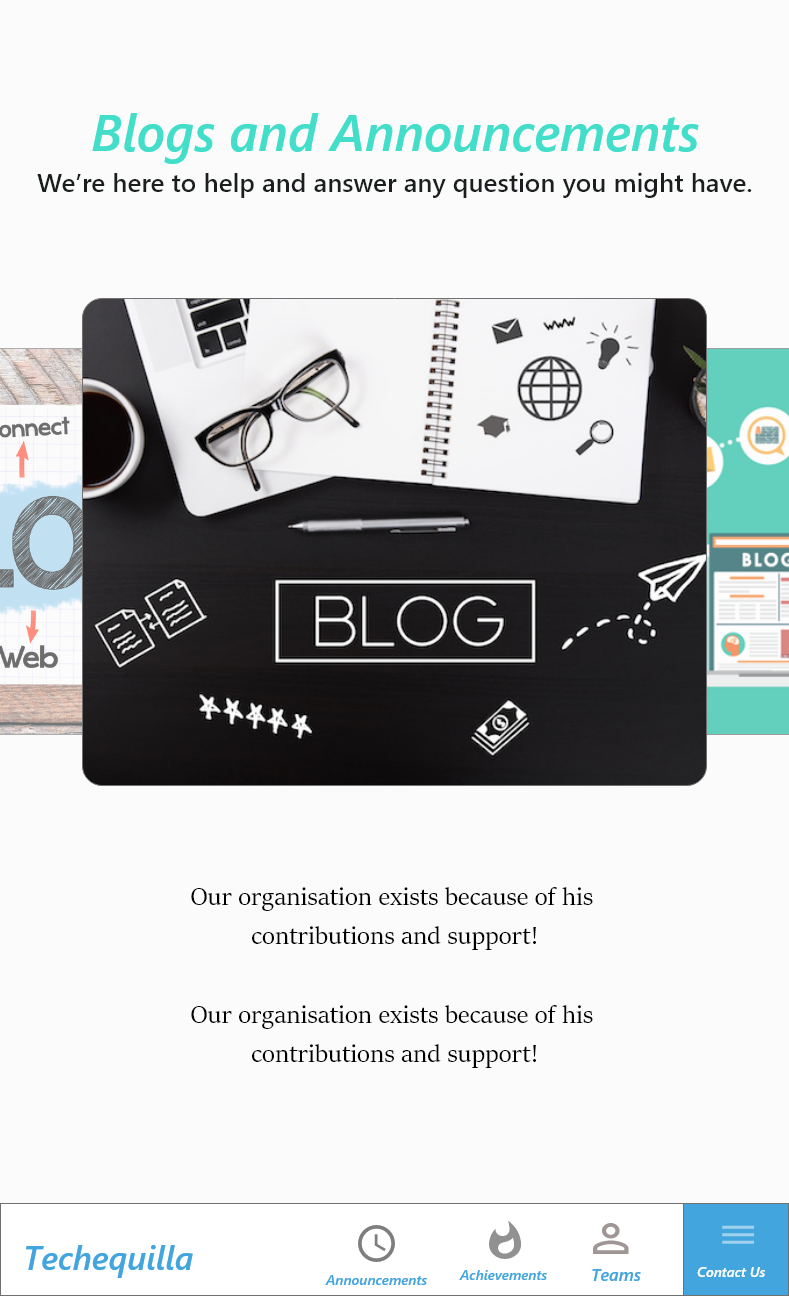 Blogs and Announcements
We're here to help and answer any question you might have.
www
onnect
LO
Web
BLOG
BLOG
Our organisation exists because of his
contributions and support!
Our organisation exists because of his
contributions and support!
Techequilla
Announcements
Achievements
Teams
Contact Us